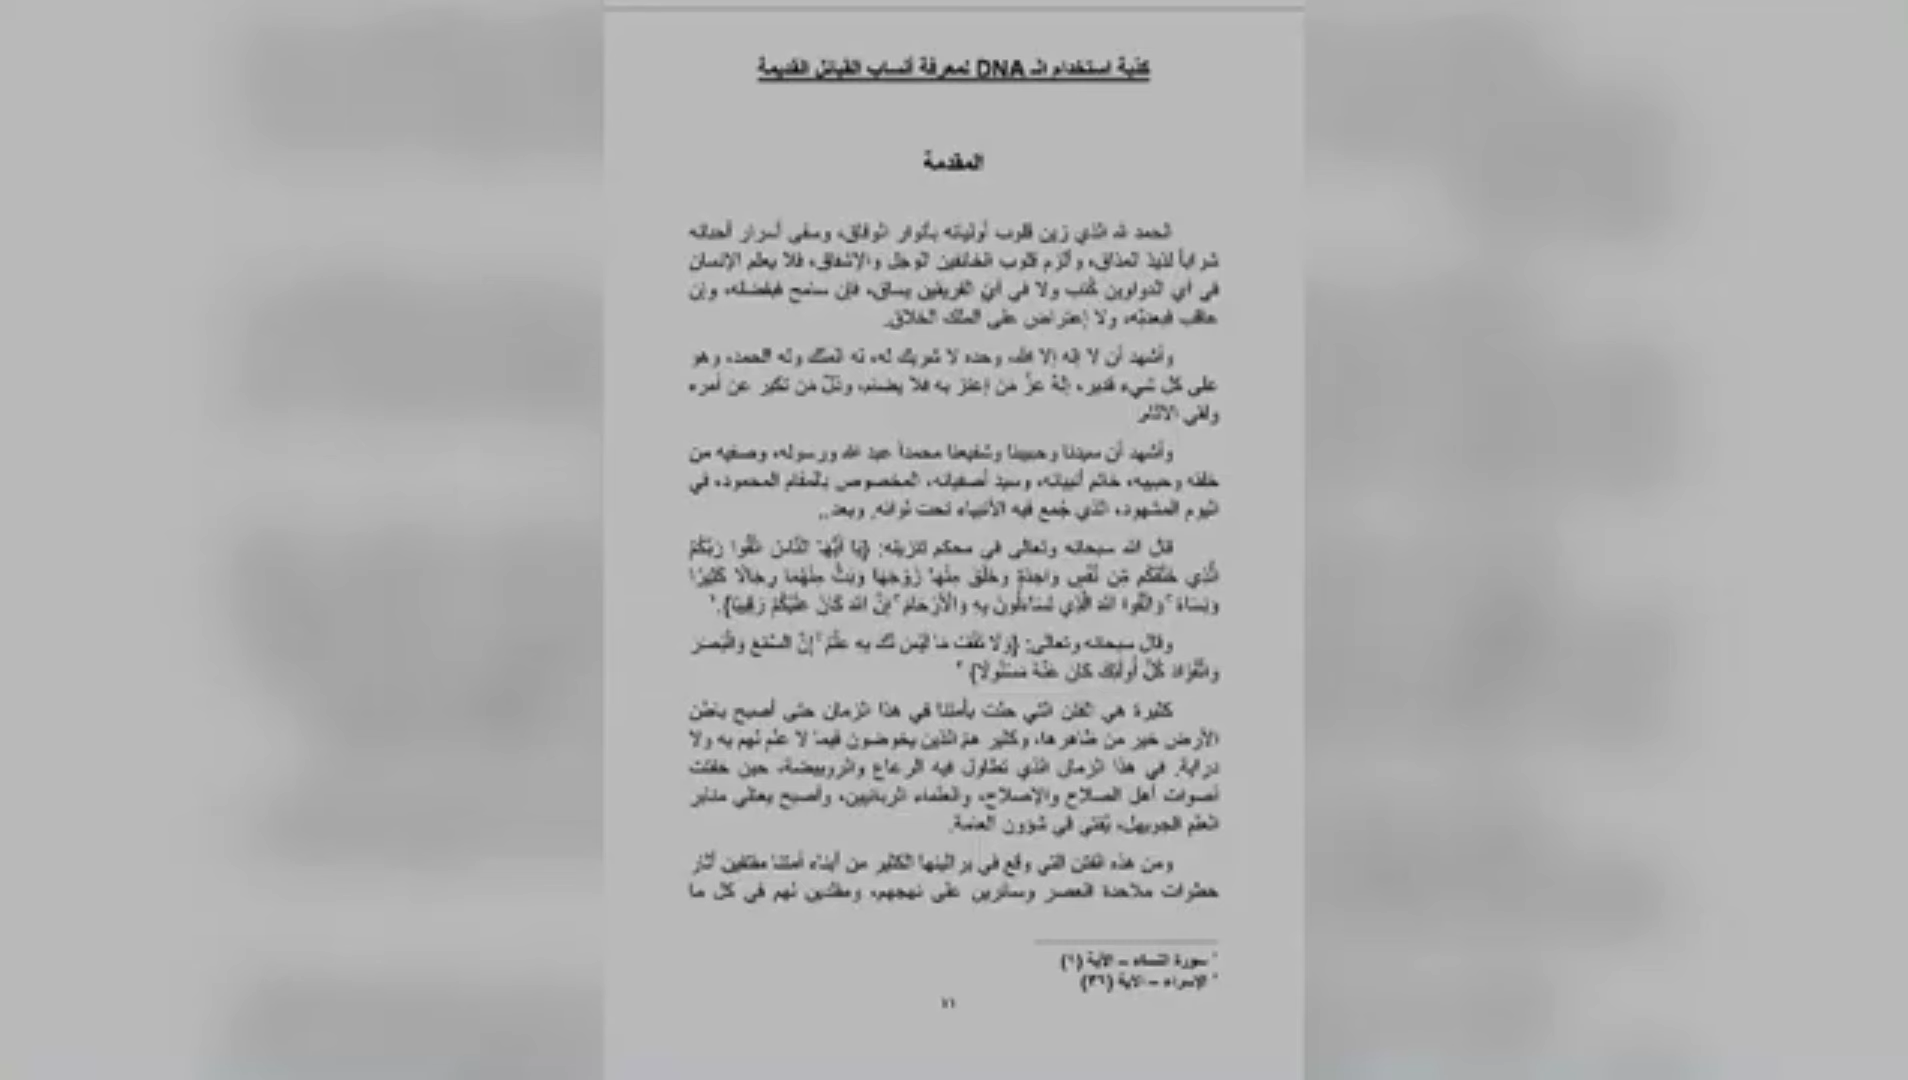 كذبة استخدام الـ DNA لمعرفة أنساب القبائل القديمة
المقدمة
الحمد لله الذي زين قلوب أوليائه بأنوار الوفاق، وسقى أسرار أحبائه
شراباً لذيذ المذاق، وألزم قلوب الخائفين الوجل والإشفاق، فلا يعلم الإنسان
في أي الدواوين كُتب ولا في أيّ الفريقين يساق، فإن سامح فبفضله، وإن
عاقب فبعدله، ولا إعتراض على الملك الخلاق.
وأشهد أن لا إله إلا الله، وحده لا شريك له، له الملك وله الحمد، وهو
على كل شيء قدير، إلهٌ عزَّ مَن إعتز به فلا يضام، وذلّ مَن تكبر عن أمره
ولقي الآثام.
وأشهد أن سيدنا وحبيبنا وشفيعنا محمداً عبد الله ورسوله، وصفيه من
خلقه وحبيبه، خاتم أنبيائه، وسيد أصفيائه، المخصوص بالمقام المحمود، في
اليوم المشهود، الذي جُمع فيه الأنبياء تحت لوائه. وبعد..
قال الله سبحانه وتعالى في محكم تنزيله: {يَا أَيُّهَا النَّاسُ اتَّقُوا رَبَّكُمُ
الَّذِي خَلَقَكُم مِّن نَّفْسٍ وَاحِدَةٍ وَخَلَقَ مِنْهَا زَوْجَهَا وَبَثَّ مِنْهُمَا رِجَالًا كَثِيرًا
وَنِسَاءً ۚ وَاتَّقُوا اللَّهَ الَّذِي تَسَاءَلُونَ بِهِ وَالْأَرْحَامَ ۚ إِنَّ اللَّهَ كَانَ عَلَيْكُمْ رَقِيبًا}.¹
وقال سبحانه وتعالى: {وَلَا تَقْفُ مَا لَيْسَ لَكَ بِهِ عِلْمٌ ۚ إِنَّ السَّمْعَ وَالْبَصَرَ
وَالْفُؤَادَ كُلُّ أُولَٰئِكَ كَانَ عَنْهُ مَسْئُولًا} ²
كثيرة هي الفتن التي حلّت بأمتنا في هذا الزمان حتى أصبح باطن
الأرض خير من ظاهرها، وكثير هم الذين يخوضون فيما لا علم لهم به ولا
دراية. في هذا الزمان الذي تطاول فيه الرعاع والرويبضة، حين خفتت
أصوات أهل الصلاح والإصلاح، والعلماء الربانيين، وأصبح يعتلي منابر
العلم الجويهل، يُفتي في شؤون العامة.
ومن هذه الفتن التي وقع في براثينها الكثير من أبناء أمتنا مقتفين آثار
خطوات ملاحدة العصر وسائرين على نهجهم، ومقلدين لهم في كل ما
¹ سورة النساء – الآية (١)
² الإسراء – الآية (٣٦)
١١